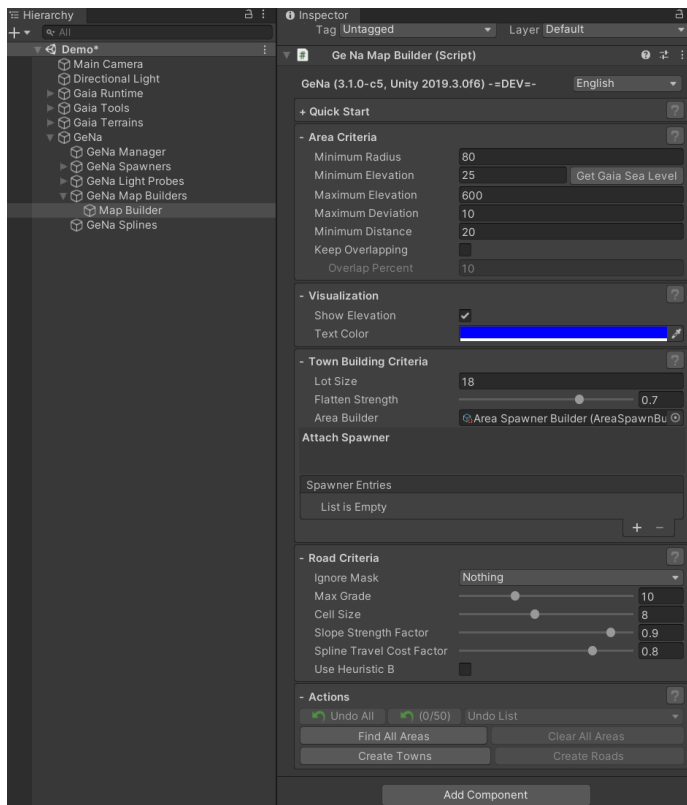 Hierarchy
All
Demo*
Main Camera
Directional Light
Gaia Runtime
Gaia Tools
Gaia Terrains
GeNa
GeNa Manager
GeNa Spawners
GeNa Light Probes
GeNa Map Builders
Map Builder
GeNa Splines
Inspector
Tag Untagged Layer Default
# Ge Na Map Builder (Script)
GeNa (3.1.0-c5, Unity 2019.3.0f6) -=DEV=- English
+ Quick Start ?
- Area Criteria ?
Minimum Radius 80
Minimum Elevation 25 Get Gaia Sea Level
Maximum Elevation 600
Maximum Deviation 10
Minimum Distance 20
Keep Overlapping
Overlap Percent 10
- Visualization ?
Show Elevation
Text Color
- Town Building Criteria ?
Lot Size 18
Flatten Strength 0.7
Area Builder Area Spawner Builder (AreaSpawnBu
Attach Spawner
Spawner Entries
List is Empty
+ −
- Road Criteria ?
Ignore Mask Nothing
Max Grade 10
Cell Size 8
Slope Strength Factor 0.9
Spline Travel Cost Factor 0.8
Use Heuristic B
- Actions ?
Undo All (0/50) Undo List
Find All Areas Clear All Areas
Create Towns Create Roads
Add Component